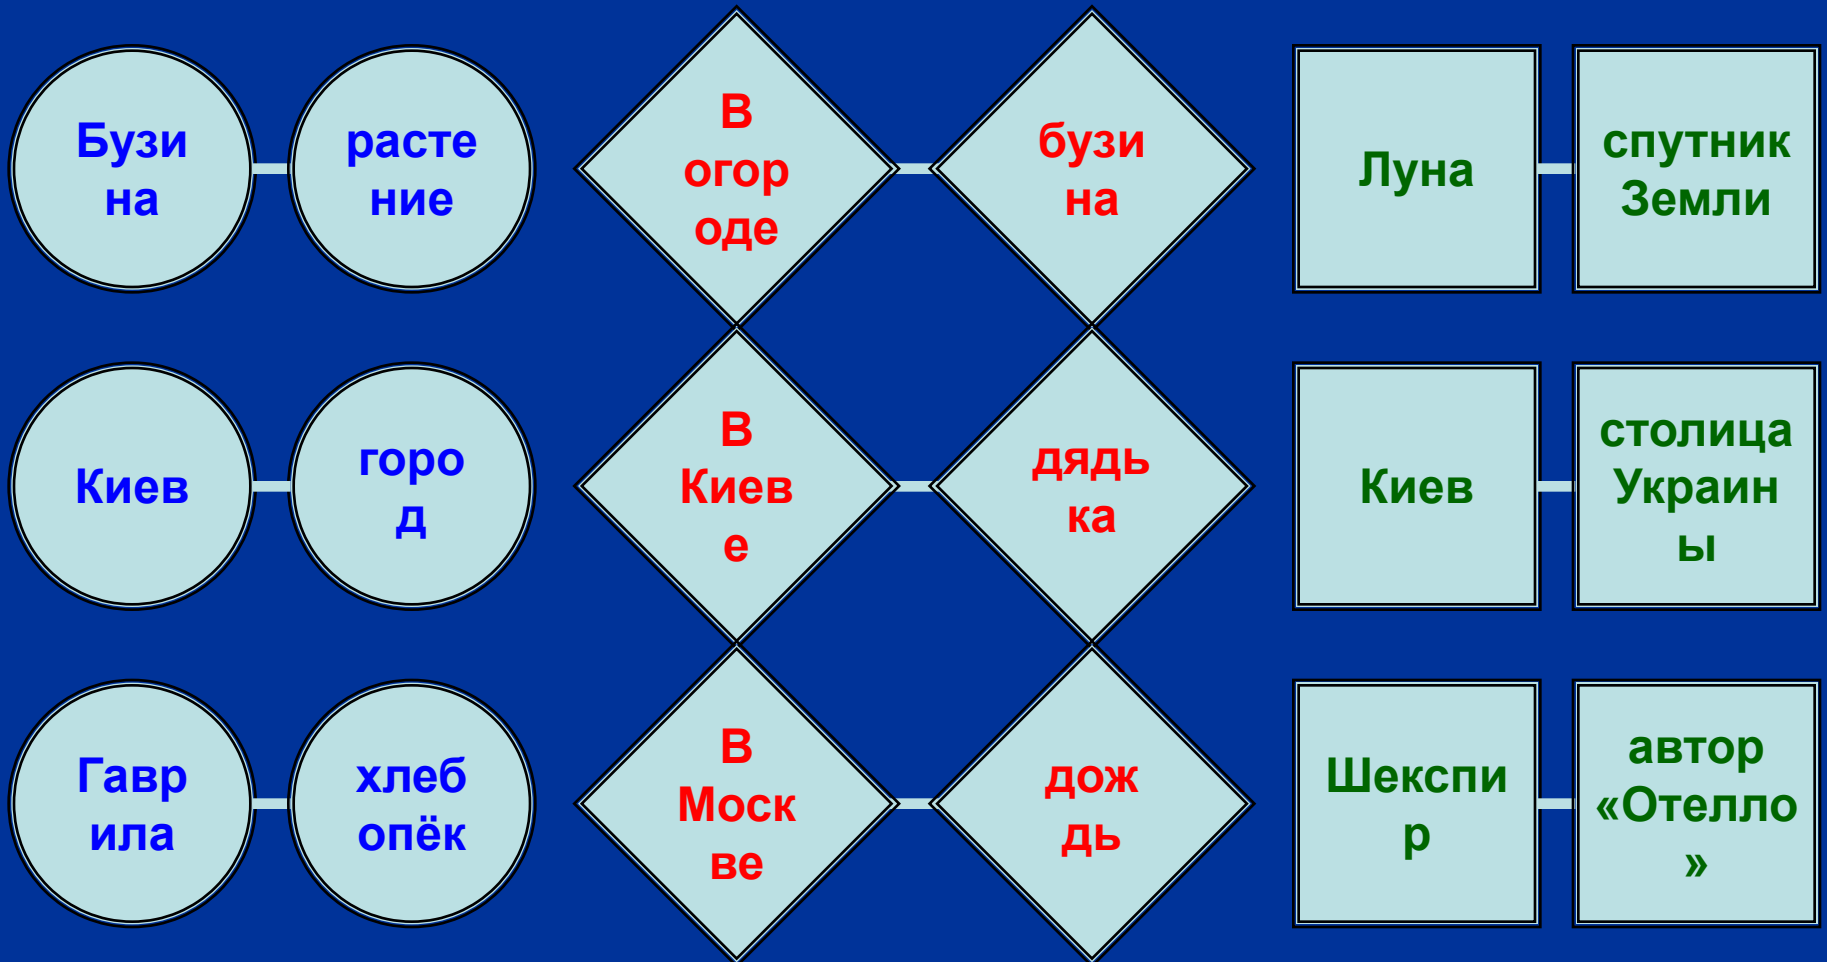 Бузи
на
расте
ние
В
огор
оде
бузи
на
Луна
спутник
Земли
Киев
горо
д
В
Киев
е
дядь
ка
Киев
столица
Украин
ы
Гавр
ила
хлеб
опёк
В
Моск
ве
дож
дь
Шекспи
р
автор
«Отелло
»